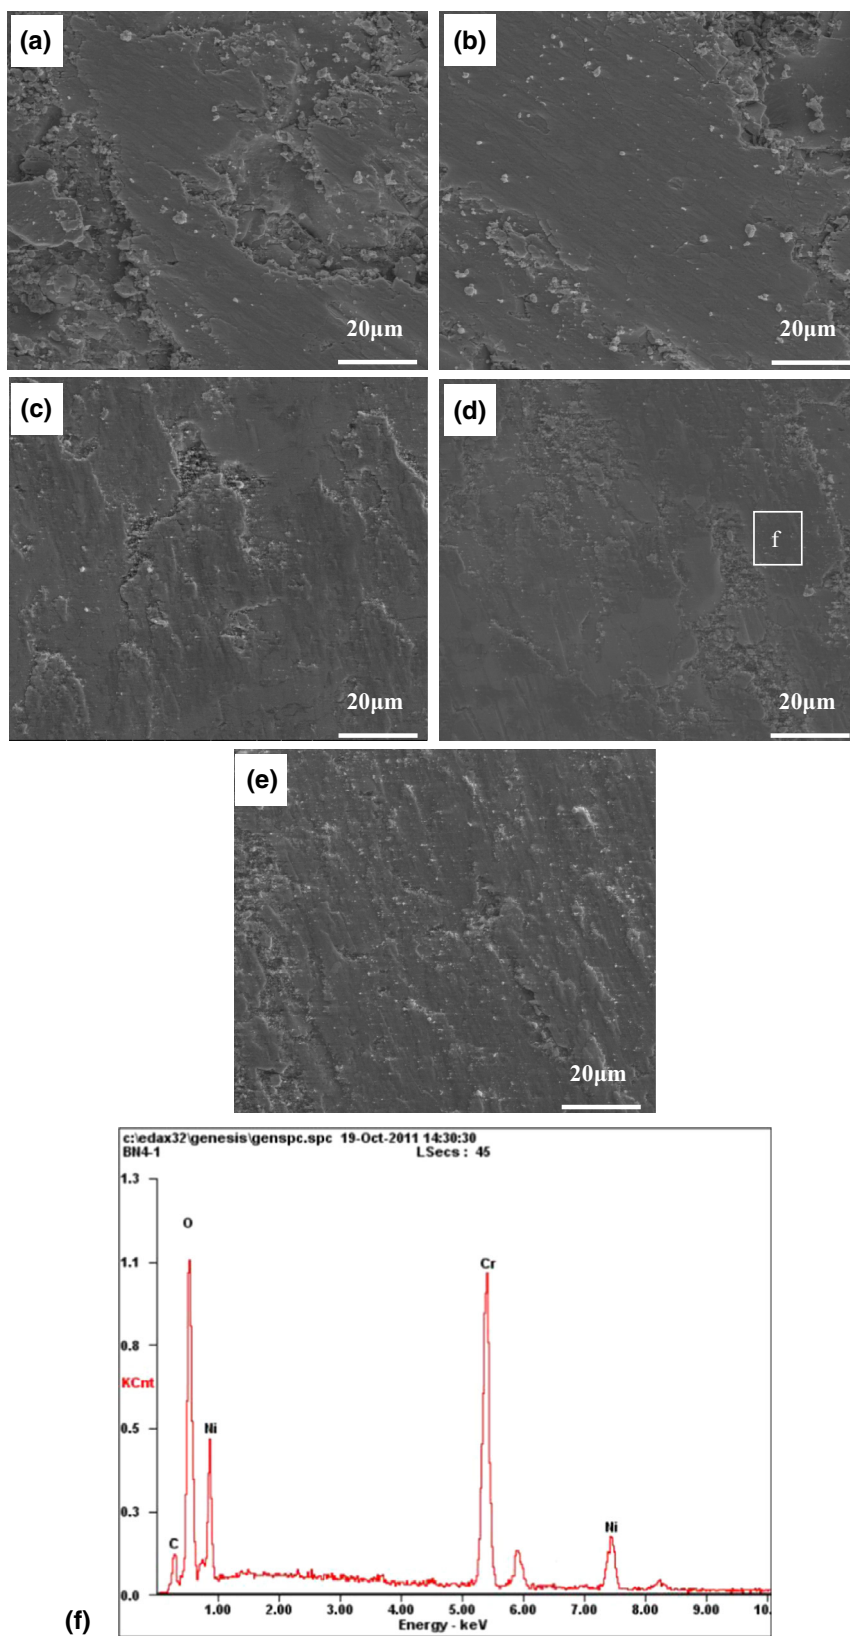 (a)
20µm
(b)
20µm
(c)
20µm
(d)
f
20µm
(e)
20µm
c:\edax32\genesis\genspc.spc 19-Oct-2011 14:30:30
BN4-1 LSecs : 45
1.3
O
1.1
Cr
0.8
KCnt
0.5
Ni
0.3
C
Ni
0.0
1.00 2.00 3.00 4.00 5.00 6.00 7.00 8.00 9.00 10.
Energy - keV
(f)